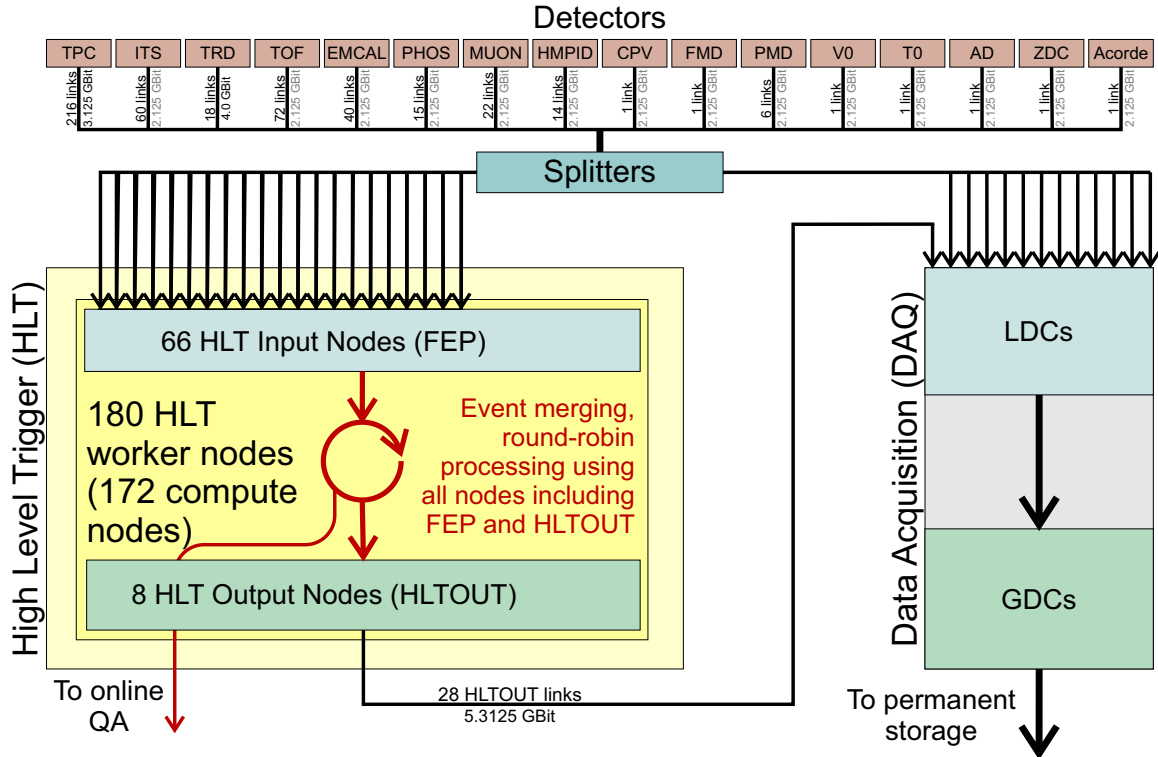 Detectors
TPC ITS TRD TOF EMCAL PHOS MUON HMPID CPV FMD PMD V0 T0 AD ZDC Acorde
216 links
3.125 GBit
60 links
2.125 GBit
18 links
4.0 GBit
72 links
2.125 GBit
40 links
2.125 GBit
15 links
2.125 GBit
22 links
2.125 GBit
14 links
2.125 GBit
1 link
2.125 GBit
1 link
2.125 GBit
6 links
2.125 GBit
1 link
2.125 GBit
1 link
2.125 GBit
1 link
2.125 GBit
1 link
2.125 GBit
1 link
2.125 GBit
Splitters
High Level Trigger (HLT)
66 HLT Input Nodes (FEP)
180 HLT
worker nodes
(172 compute
nodes)
Event merging,
round-robin
processing using
all nodes including
FEP and HLTOUT
8 HLT Output Nodes (HLTOUT)
To online
QA
28 HLTOUT links
5.3125 GBit
Data Acquisition (DAQ)
LDCs
GDCs
To permanent
storage